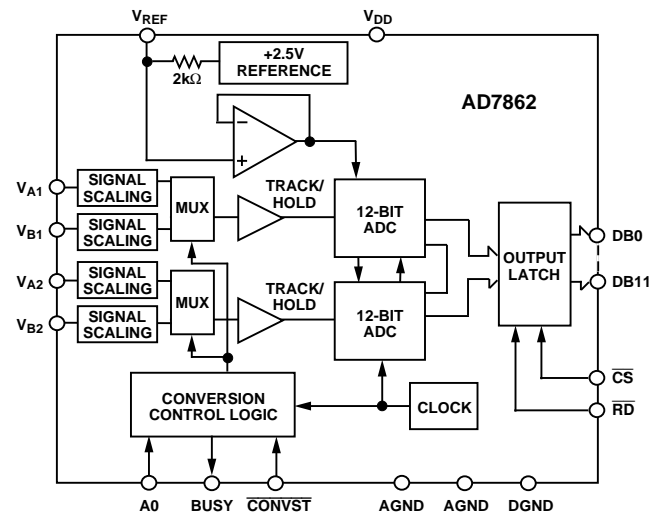 VREF
VDD
2kΩ
+2.5V
REFERENCE
AD7862
−
+
VA1
SIGNAL
SCALING
MUX
TRACK/
HOLD
12-BIT
ADC
VB1
SIGNAL
SCALING
OUTPUT
LATCH
DB0
DB11
VA2
SIGNAL
SCALING
MUX
TRACK/
HOLD
12-BIT
ADC
VB2
SIGNAL
SCALING
CONVERSION
CONTROL LOGIC
CLOCK
CS
RD
A0
BUSY
CONVST
AGND
AGND
DGND